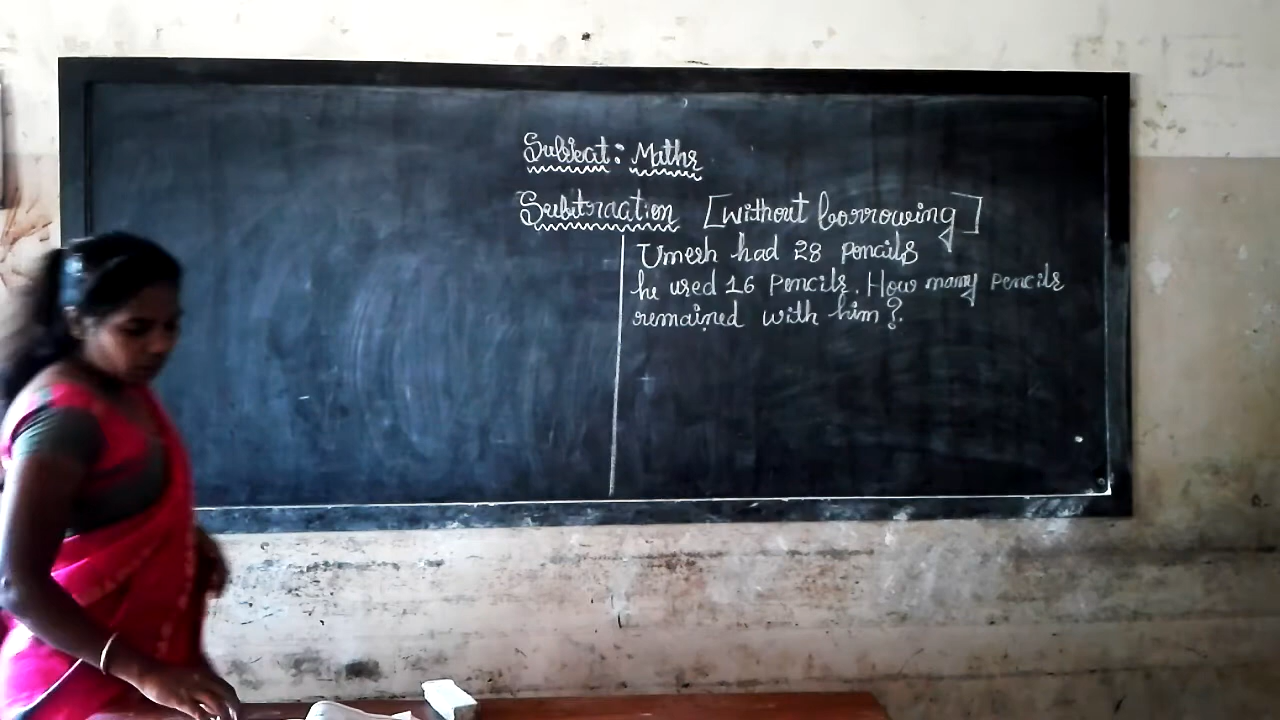 Subject: Maths
Subtraction [without borrowing]
Umesh had 28 pencils
he used 16 pencils. How many pencils
remained with him?